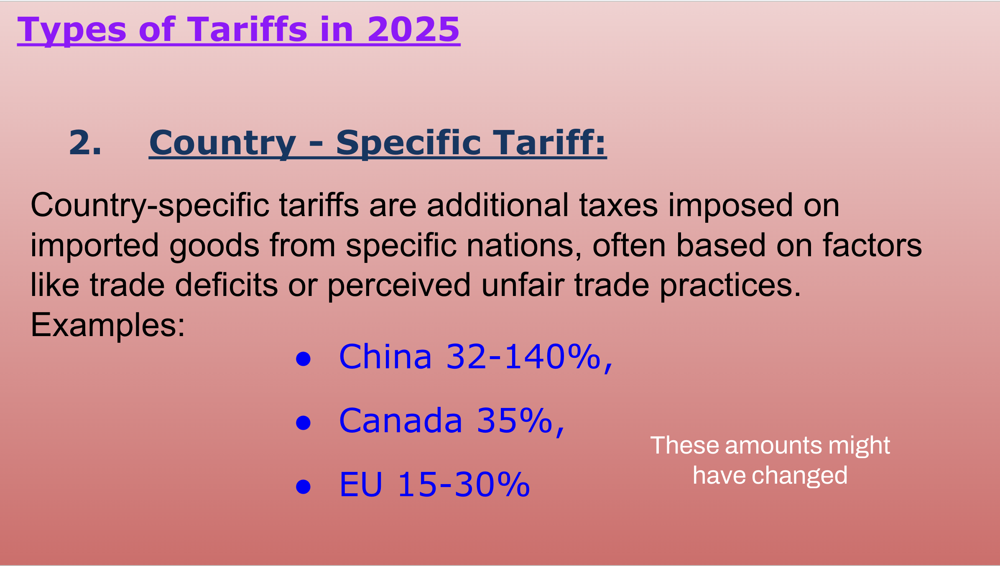 Types of Tariffs in 2025
2. Country - Specific Tariff:
Country-specific tariffs are additional taxes imposed on
imported goods from specific nations, often based on factors
like trade deficits or perceived unfair trade practices.
Examples:
● China 32-140%,
● Canada 35%,
● EU 15-30%
These amounts might
have changed